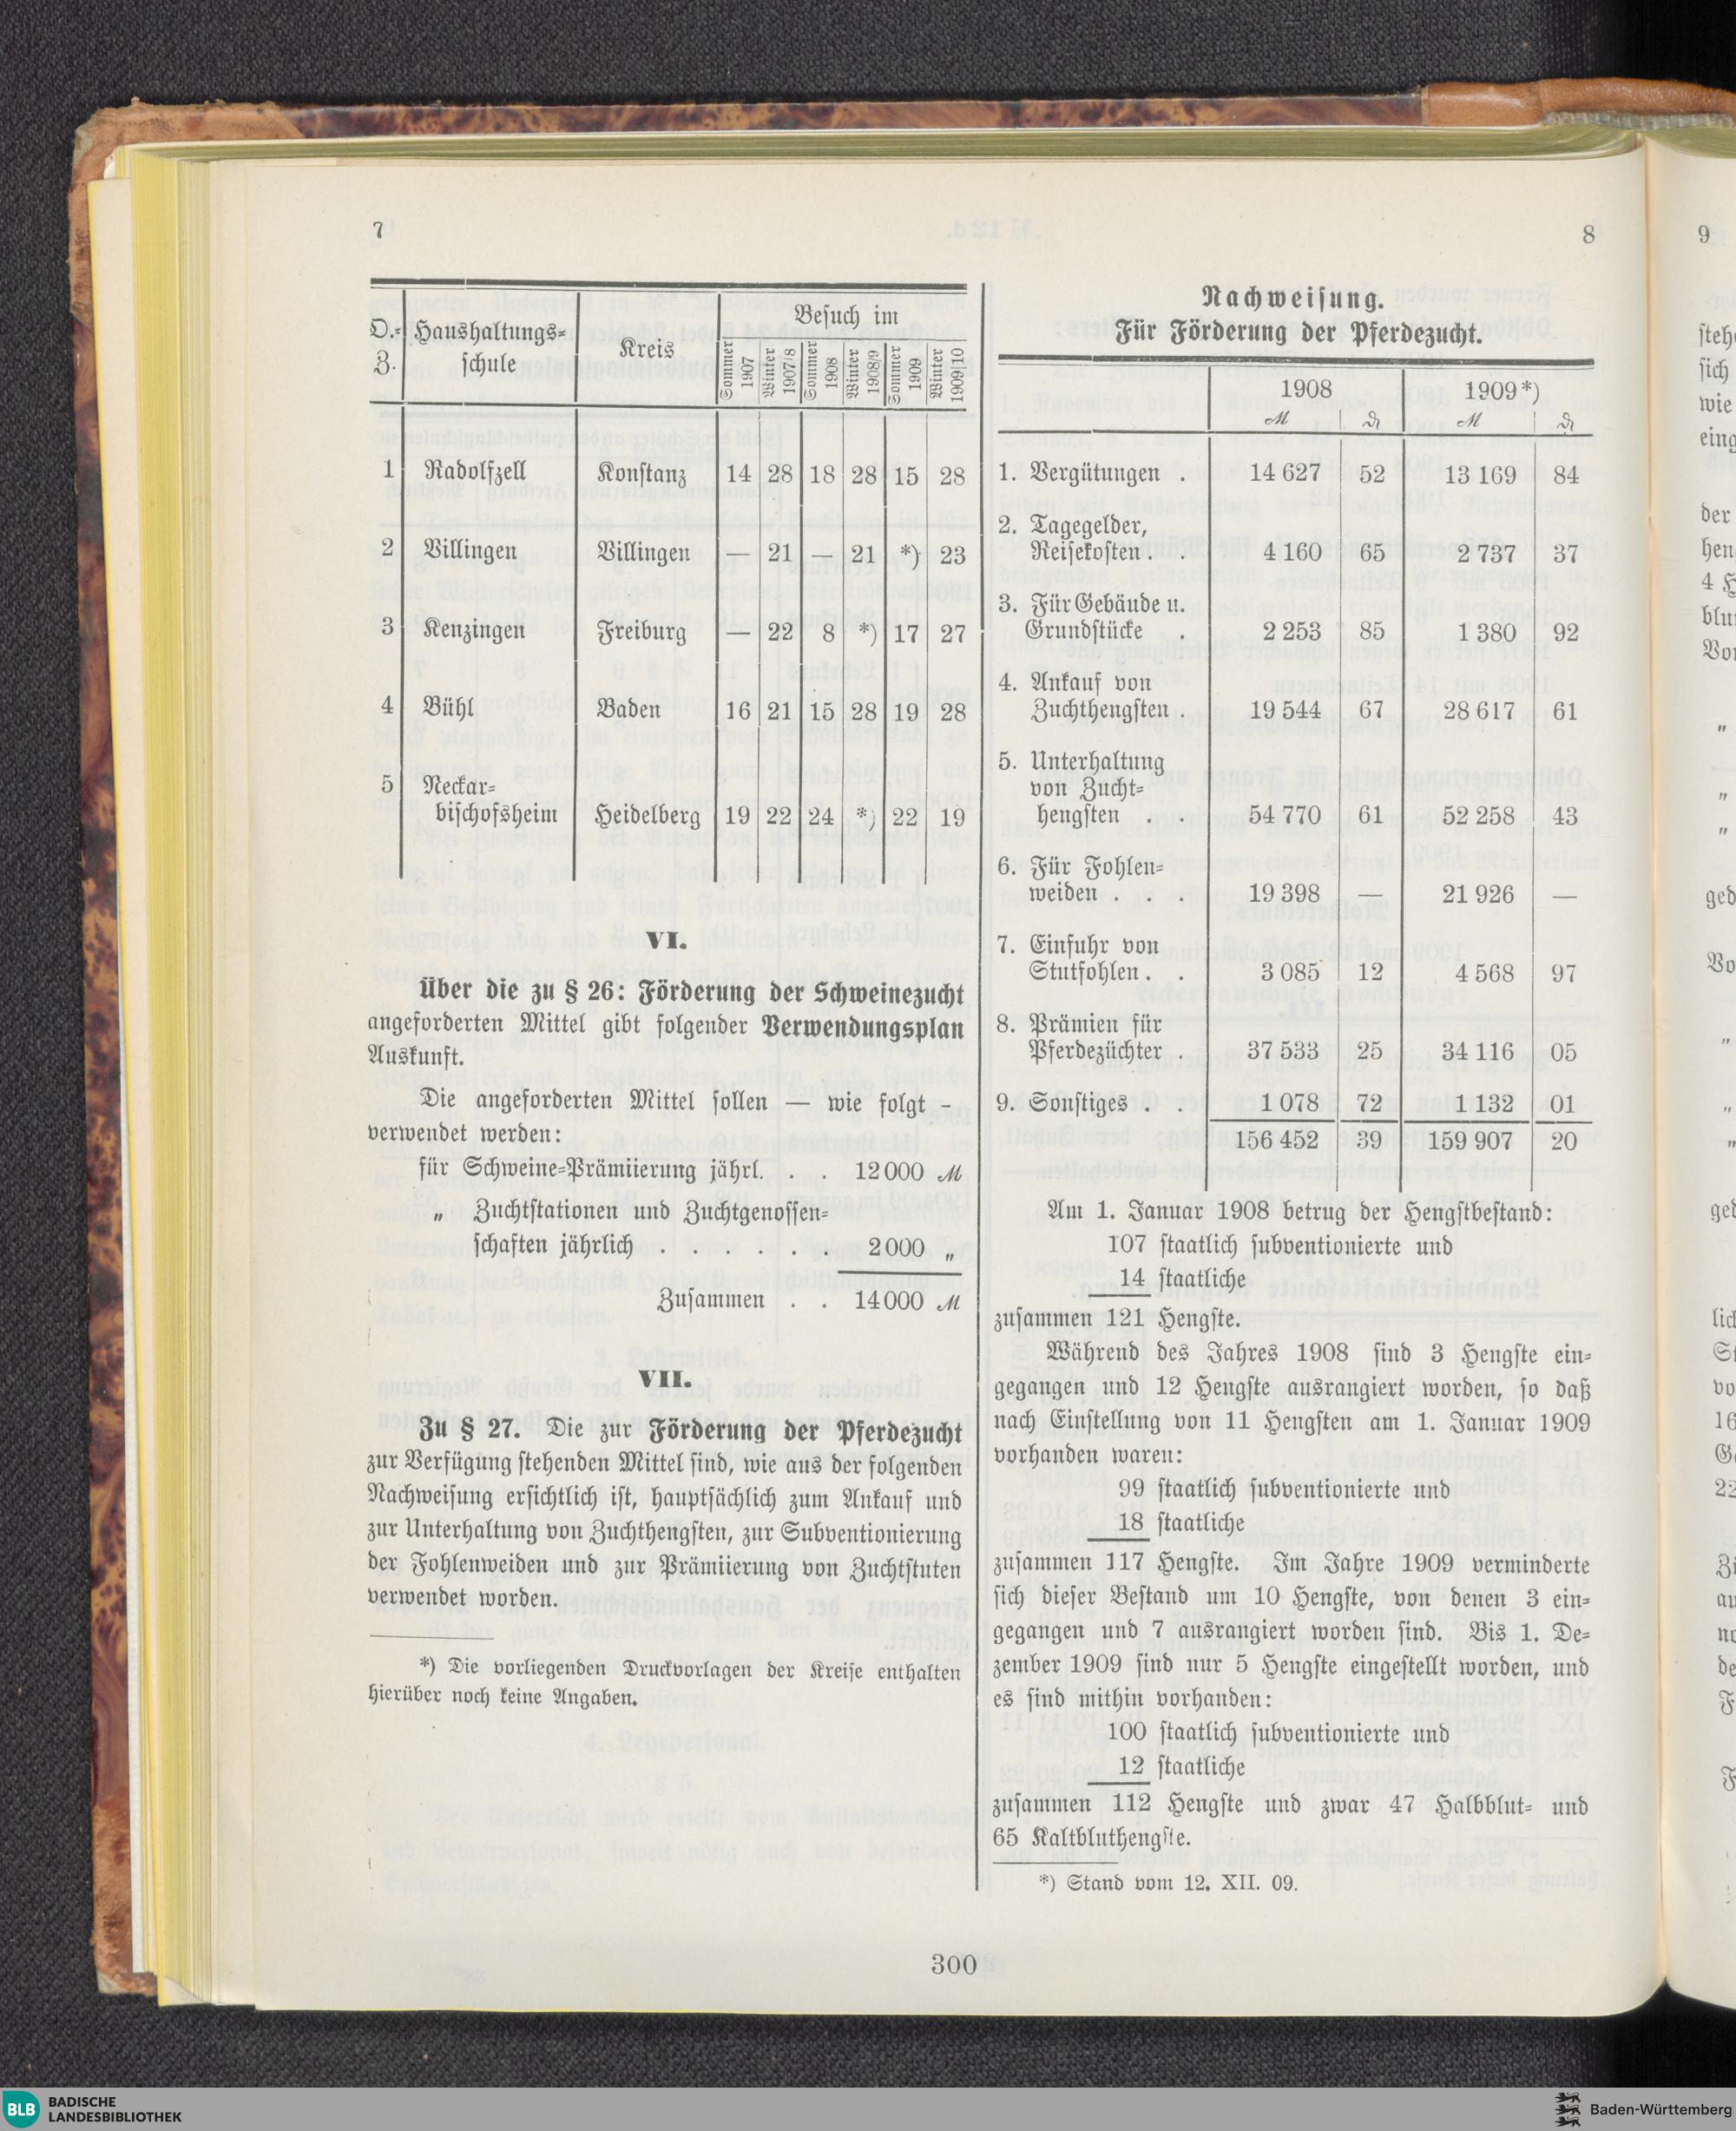 7
O.=
Z.
Haushaltungs=
schule
Kreis
Besuch im
Sommer 1907
Winter 1907/8
Sommer 1908
Winter 1908/9
Sommer 1909
Winter 1909/10
1 Radolfzell Konstanz 14 28 18 28 15 28
2 Villingen Villingen — 21 — 21 *) 23
3 Kenzingen Freiburg — 22 8 *) 17 27
4 Bühl Baden 16 21 15 28 19 28
5 Neckar=
bischofsheim Heidelberg 19 22 24 *) 22 19
VI.
Über die zu § 26: Förderung der Schweinezucht
angeforderten Mittel gibt folgender Verwendungsplan
Auskunft.
Die angeforderten Mittel sollen — wie folgt -
verwendet werden:
für Schweine=Prämiierung jährl. . . 12 000 ℳ
„ Zuchtstationen und Zuchtgenossen=
schaften jährlich . . . . . . 2 000 „
Zusammen . . 14 000 ℳ
VII.
Zu § 27. Die zur Förderung der Pferdezucht
zur Verfügung stehenden Mittel sind, wie aus der folgenden
Nachweisung ersichtlich ist, hauptsächlich zum Ankauf und
zur Unterhaltung von Zuchthengsten, zur Subventionierung
der Fohlenweiden und zur Prämiierung von Zuchtstuten
verwendet worden.
*) Die vorliegenden Druckvorlagen der Kreise enthalten
hierüber noch keine Angaben.
8
Nachweisung.
Für Förderung der Pferdezucht.
1908 1909*)
ℳ ₰ ℳ ₰
1. Vergütungen . 14 627 52 13 169 84
2. Tagegelder,
Reisekosten . . 4 160 65 2 737 37
3. Für Gebäude u.
Grundstücke . 2 253 85 1 380 92
4. Ankauf von
Zuchthengsten . 19 544 67 28 617 61
5. Unterhaltung
von Zucht=
hengsten . . 54 770 61 52 258 43
6. Für Fohlen=
weiden . . . 19 398 — 21 926 —
7. Einfuhr von
Stutfohlen . . 3 085 12 4 568 97
8. Prämien für
Pferdezüchter . 37 533 25 34 116 05
9. Sonstiges . . 1 078 72 1 132 01
156 452 39 159 907 20
Am 1. Januar 1908 betrug der Hengstbestand:
107 staatlich subventionierte und
14 staatliche
zusammen 121 Hengste.
Während des Jahres 1908 sind 3 Hengste ein=
gegangen und 12 Hengste ausrangiert worden, so daß
nach Einstellung von 11 Hengsten am 1. Januar 1909
vorhanden waren:
99 staatlich subventionierte und
18 staatliche
zusammen 117 Hengste. Im Jahre 1909 verminderte
sich dieser Bestand um 10 Hengste, von denen 3 ein=
gegangen und 7 ausrangiert worden sind. Bis 1. De=
zember 1909 sind nur 5 Hengste eingestellt worden, und
es sind mithin vorhanden:
100 staatlich subventionierte und
12 staatliche
zusammen 112 Hengste und zwar 47 Halbblut= und
65 Kaltbluthengste.
*) Stand vom 12. XII. 09.
300
9
BLB BADISCHE
LANDESBIBLIOTHEK
Baden-Württemberg